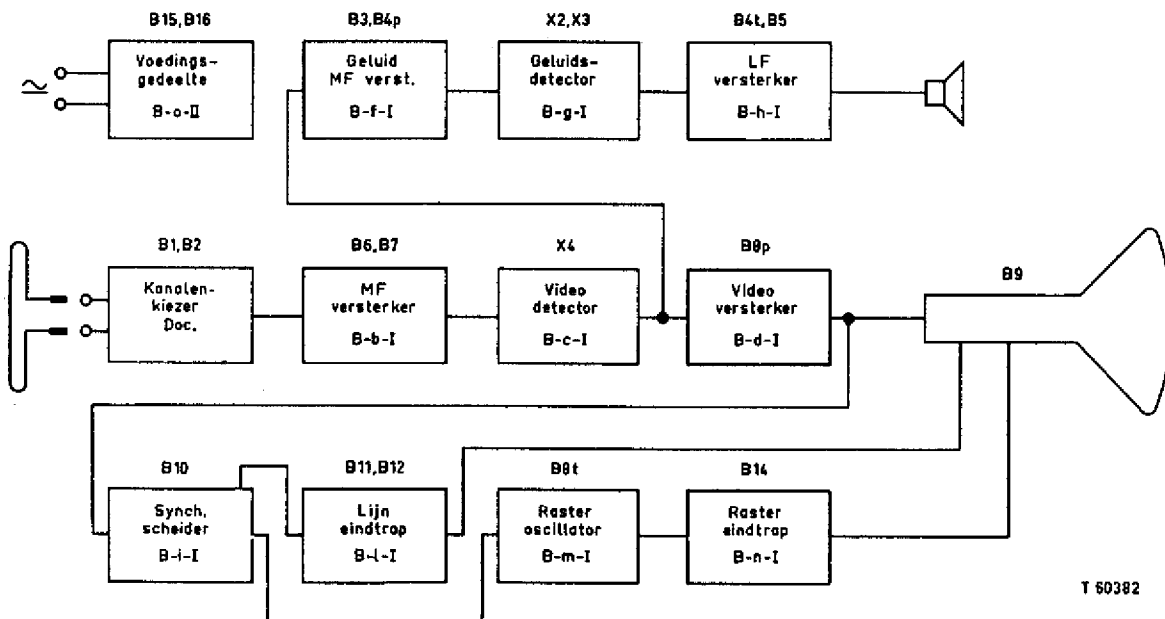 B15, B16
Voedings-
gedeelte
B-o-II
B3, B4p
Geluid
MF verst.
B-f-I
X2, X3
Geluids-
detector
B-g-I
B4t, B5
LF
versterker
B-h-I
B1, B2
Kanalen-
kiezer
Doc.
B6, B7
MF
versterker
B-b-I
X4
Video
detector
B-c-I
B8p
Video
versterker
B-d-I
B9
B10
Synch.
scheider
B-i-I
B11, B12
Lijn
eindtrap
B-l-I
B8t
Raster
oscillator
B-m-I
B14
Raster
eindtrap
B-n-I
T 60382